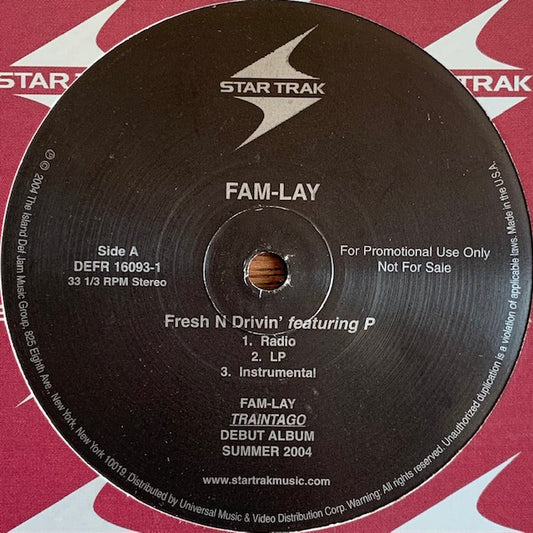 STAR TRAK
STAR TRAK
STAR TRAK
FAM-LAY
Side A
DEFR 16093-1
33 1/3 RPM Stereo
For Promotional Use Only
Not For Sale
Fresh N Drivin' featuring P
1. Radio
2. LP
3. Instrumental
FAM-LAY
TRAINTAGO
DEBUT ALBUM
SUMMER 2004
www.startrakmusic.com
℗ © 2004 The Island Def Jam Music Group, 825 Eighth Ave., New York, New York, 10019. Distributed by Universal Music & Video Distribution Corp. Warning: All rights reserved. Unauthorized duplication is a violation of applicable laws. Made in the U.S.A.